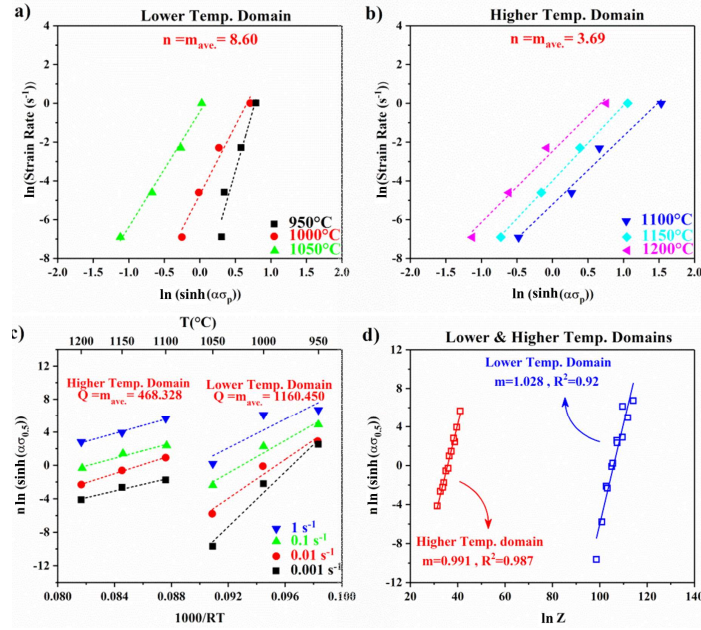 a)
Lower Temp. Domain
n =m_ave. = 8.60
ln(Strain Rate (s⁻¹))
2
0
-2
-4
-6
-8
950°C
1000°C
1050°C
-2.0 -1.5 -1.0 -0.5 0.0 0.5 1.0 1.5 2.0
ln (sinh(ασₚ))
b)
Higher Temp. Domain
n =m_ave. = 3.69
ln(Strain Rate (s⁻¹))
4
2
0
-2
-4
-6
-8
1100°C
1150°C
1200°C
-2.0 -1.5 -1.0 -0.5 0.0 0.5 1.0 1.5 2.0
ln (sinh(ασₚ))
c)
T(°C)
1200 1150 1100 1050 1000 950
n ln (sinh(ασ₀.₅))
12
8
4
0
-4
-8
-12
Higher Temp. Domain
Q =m_ave. = 468.328
Lower Temp. Domain
Q =m_ave. = 1160.450
1 s⁻¹
0.1 s⁻¹
0.01 s⁻¹
0.001 s⁻¹
0.080 0.084 0.088 0.092 0.096 0.100
1000/RT
d)
Lower & Higher Temp. Domains
n ln (sinh(ασ₀.₅))
12
8
4
0
-4
-8
-12
Lower Temp. Domain
m=1.028 , R²=0.92
Higher Temp. domain
m=0.991 , R²=0.987
20 40 60 80 100 120
ln Z